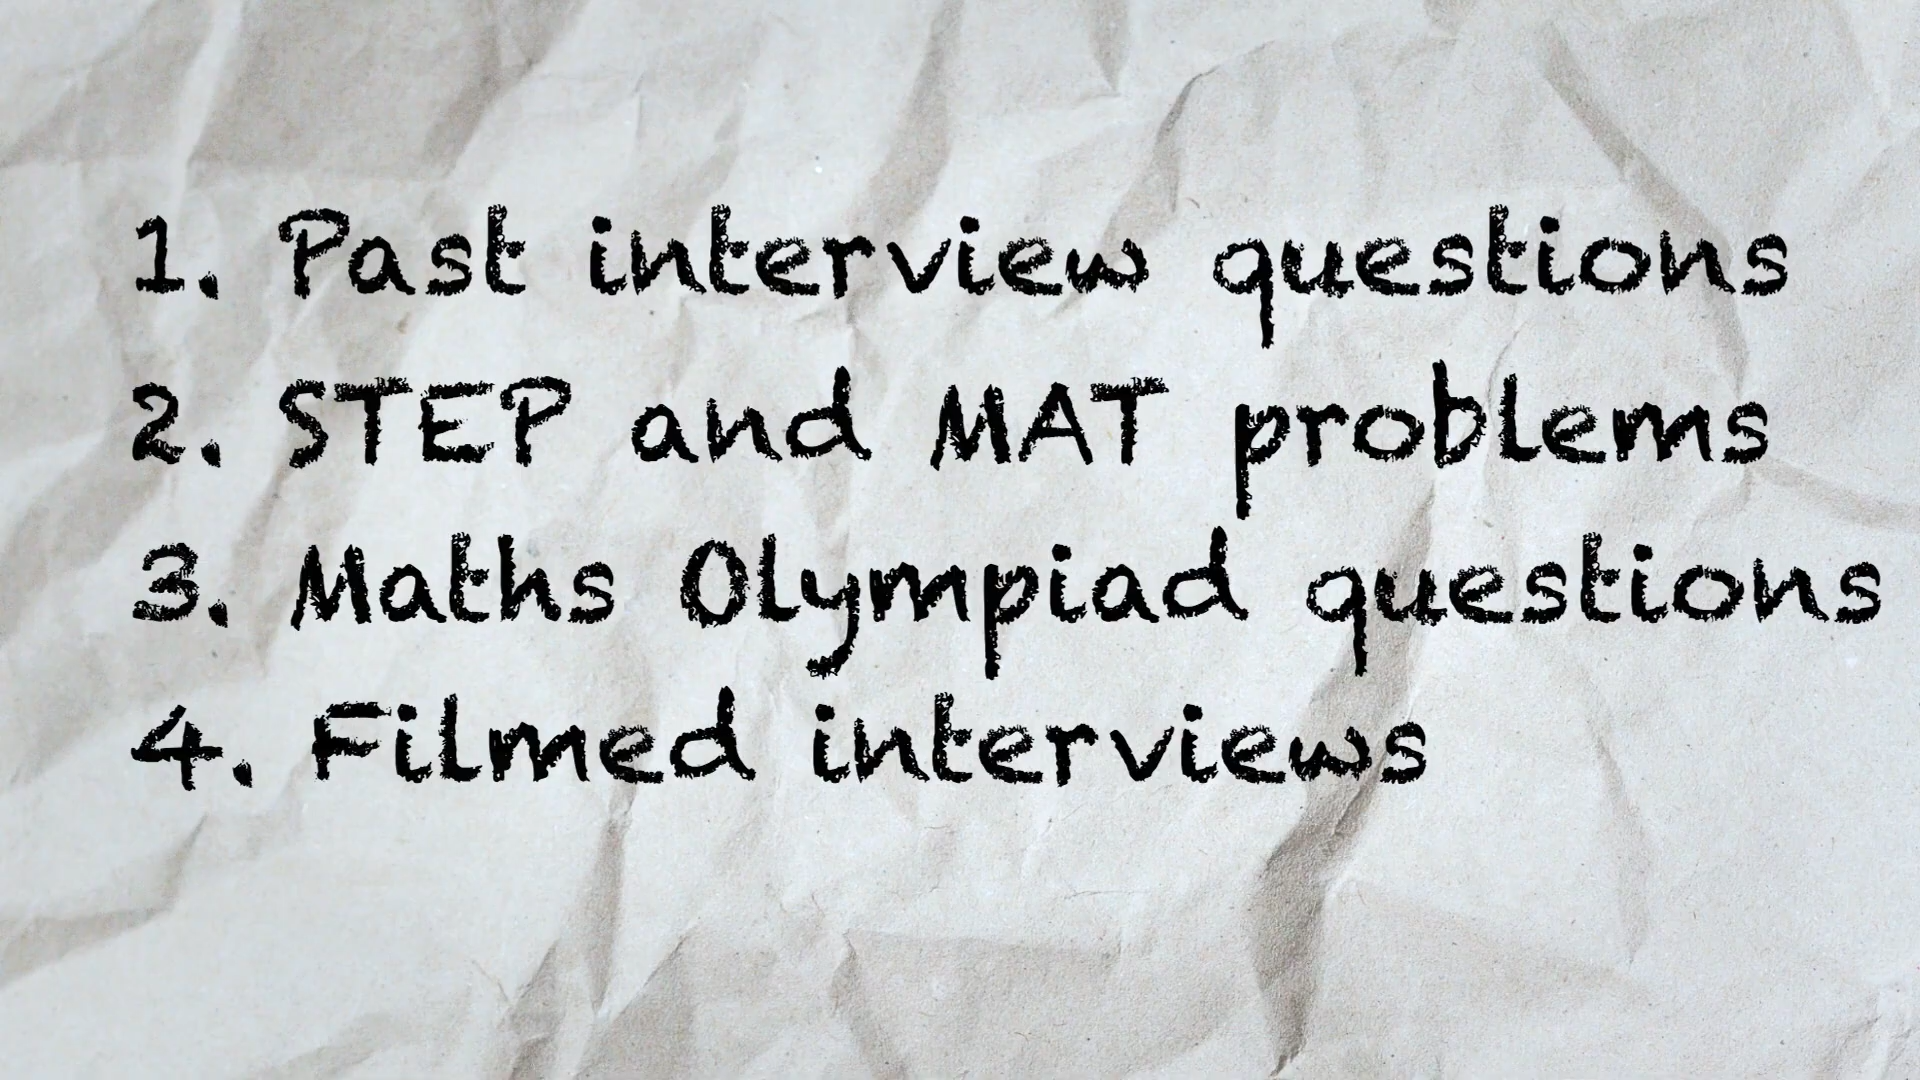 1. Past interview questions
2. STEP and MAT problems
3. Maths Olympiad questions
4. Filmed interviews